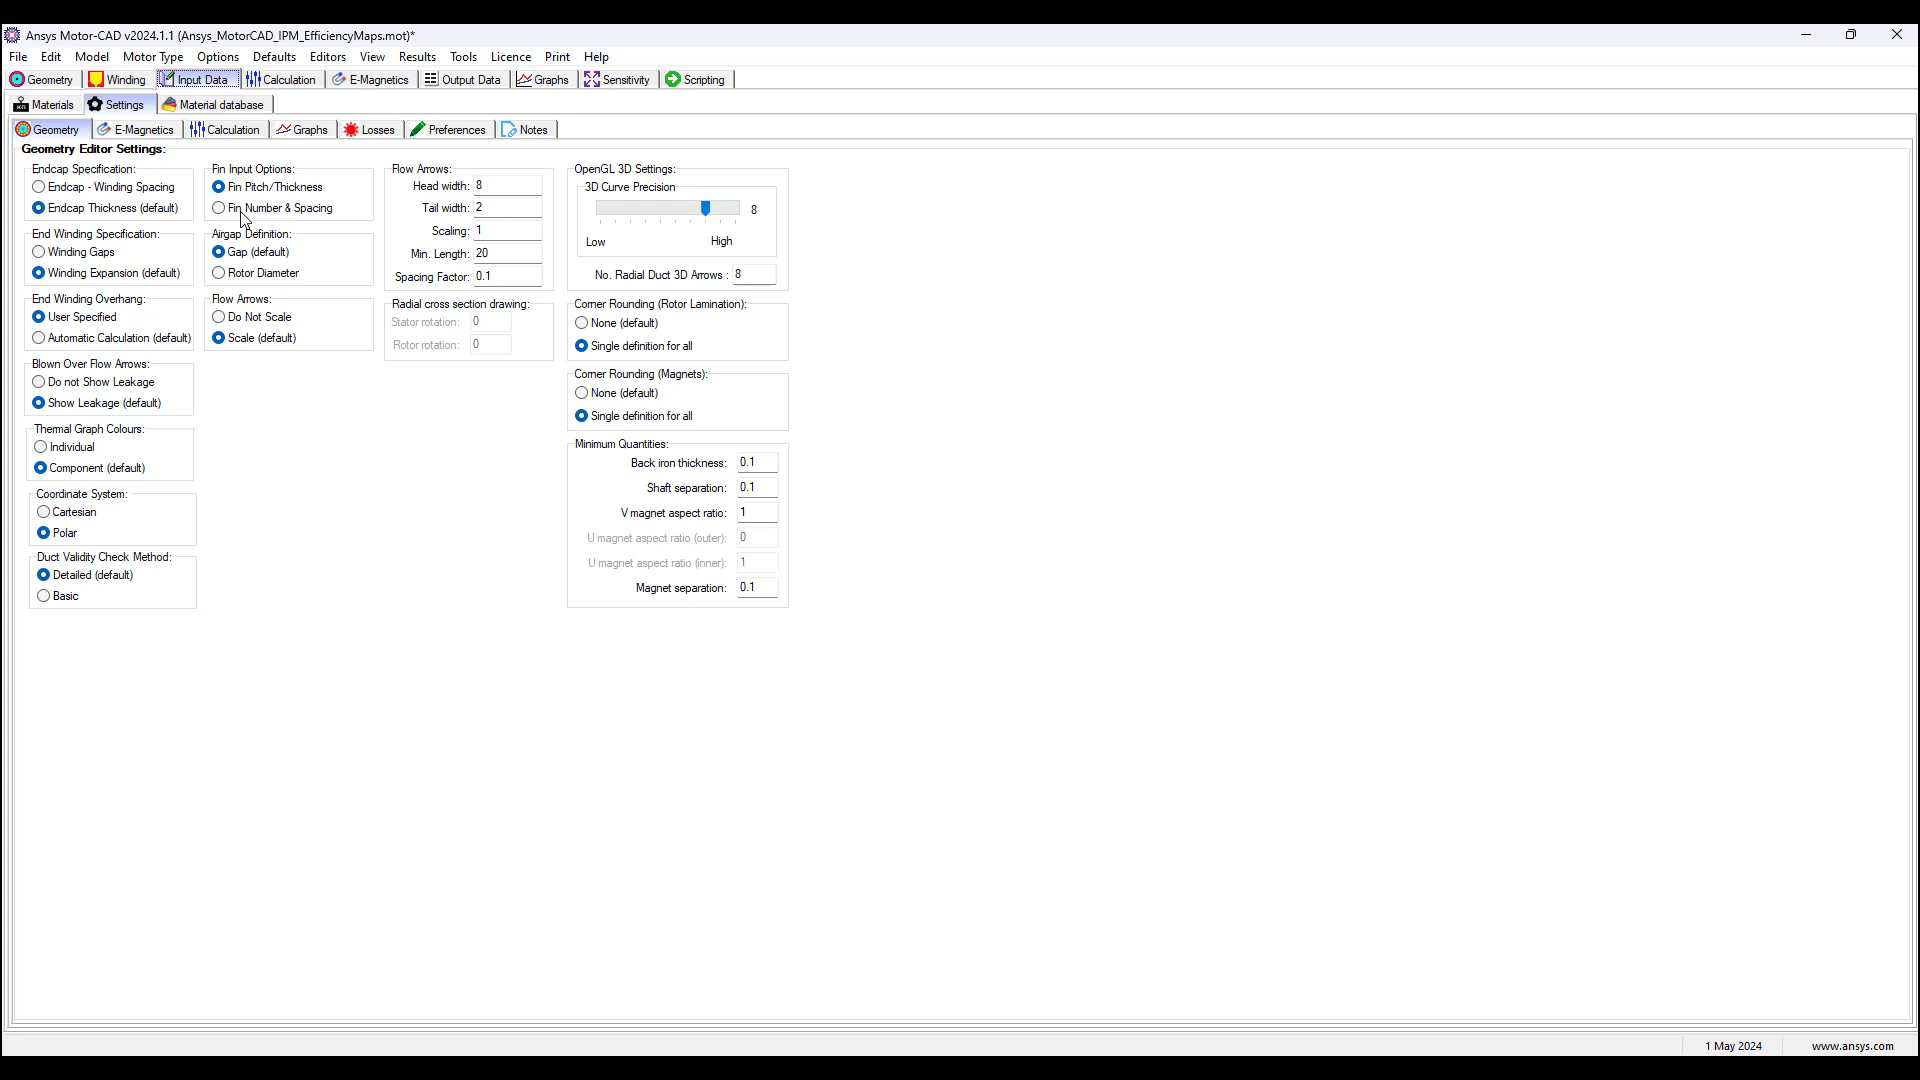 Ansys Motor-CAD v2024.1.1 (Ansys_MotorCAD_IPM_EfficiencyMaps.mot)*
File Edit Model Motor Type Options Defaults Editors View Results Tools Licence Print Help
Geometry Winding Input Data Calculation E-Magnetics Output Data Graphs Sensitivity Scripting
Materials Settings Material database
Geometry E-Magnetics Calculation Graphs Losses Preferences Notes
Geometry Editor Settings:
Endcap Specification:
Endcap - Winding Spacing
Endcap Thickness (default)
End Winding Specification:
Winding Gaps
Winding Expansion (default)
End Winding Overhang:
User Specified
Automatic Calculation (default)
Blown Over Flow Arrows:
Do not Show Leakage
Show Leakage (default)
Thermal Graph Colours:
Individual
Component (default)
Coordinate System:
Cartesian
Polar
Duct Validity Check Method:
Detailed (default)
Basic
Fin Input Options:
Fin Pitch/Thickness
Fin Number & Spacing
Airgap Definition:
Gap (default)
Rotor Diameter
Flow Arrows:
Do Not Scale
Scale (default)
Flow Arrows:
Head width: 8
Tail width: 2
Scaling: 1
Min. Length: 20
Spacing Factor: 0.1
Radial cross section drawing:
Stator rotation: 0
Rotor rotation: 0
OpenGL 3D Settings:
3D Curve Precision
8
Low High
No. Radial Duct 3D Arrows : 8
Corner Rounding (Rotor Lamination):
None (default)
Single definition for all
Corner Rounding (Magnets):
None (default)
Single definition for all
Minimum Quantities:
Back iron thickness: 0.1
Shaft separation: 0.1
V magnet aspect ratio: 1
U magnet aspect ratio (outer): 0
U magnet aspect ratio (inner): 1
Magnet separation: 0.1
1 May 2024 www.ansys.com